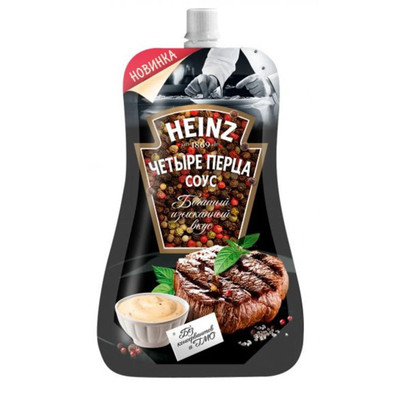 НОВИНКА
HEINZ
1869
ЧЕТЫРЕ ПЕРЦА
СОУС
Богатый
изысканный
вкус
Без
консервантов
и ГМО